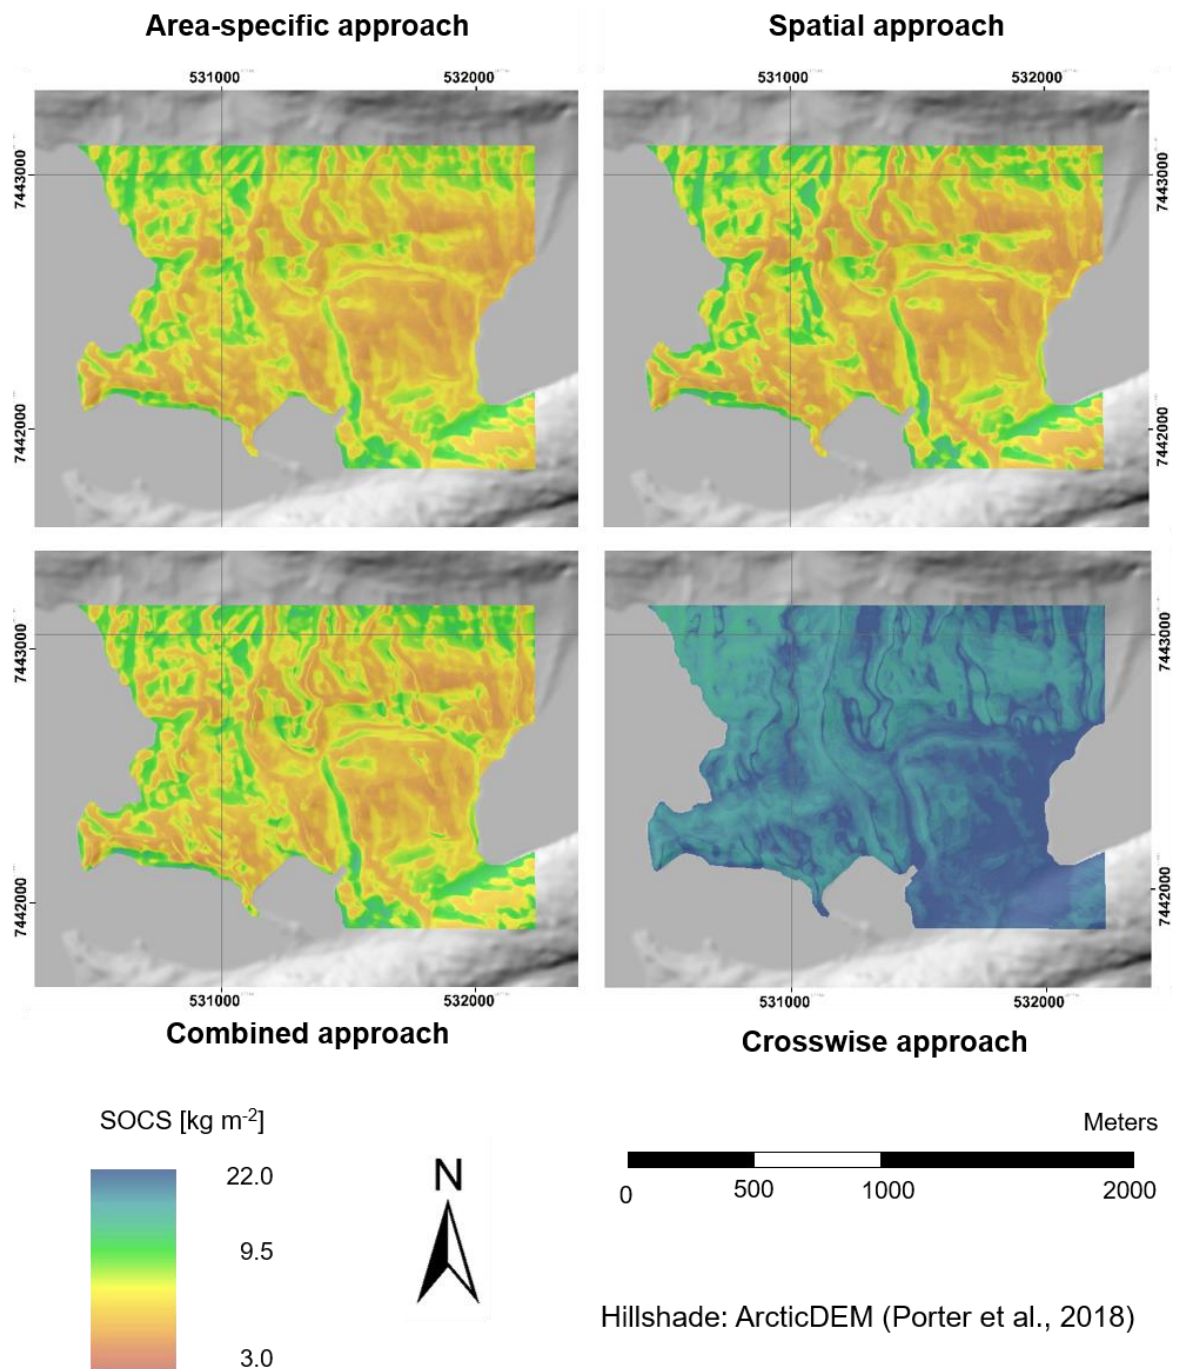 Area-specific approach
Spatial approach
531000
532000
531000
532000
7443000
7443000
7442000
7442000
7443000
7443000
7442000
7442000
531000
532000
531000
532000
Combined approach
Crosswise approach
SOCS [kg m-2]
22.0
9.5
3.0
N
Meters
0
500
1000
2000
Hillshade: ArcticDEM (Porter et al., 2018)